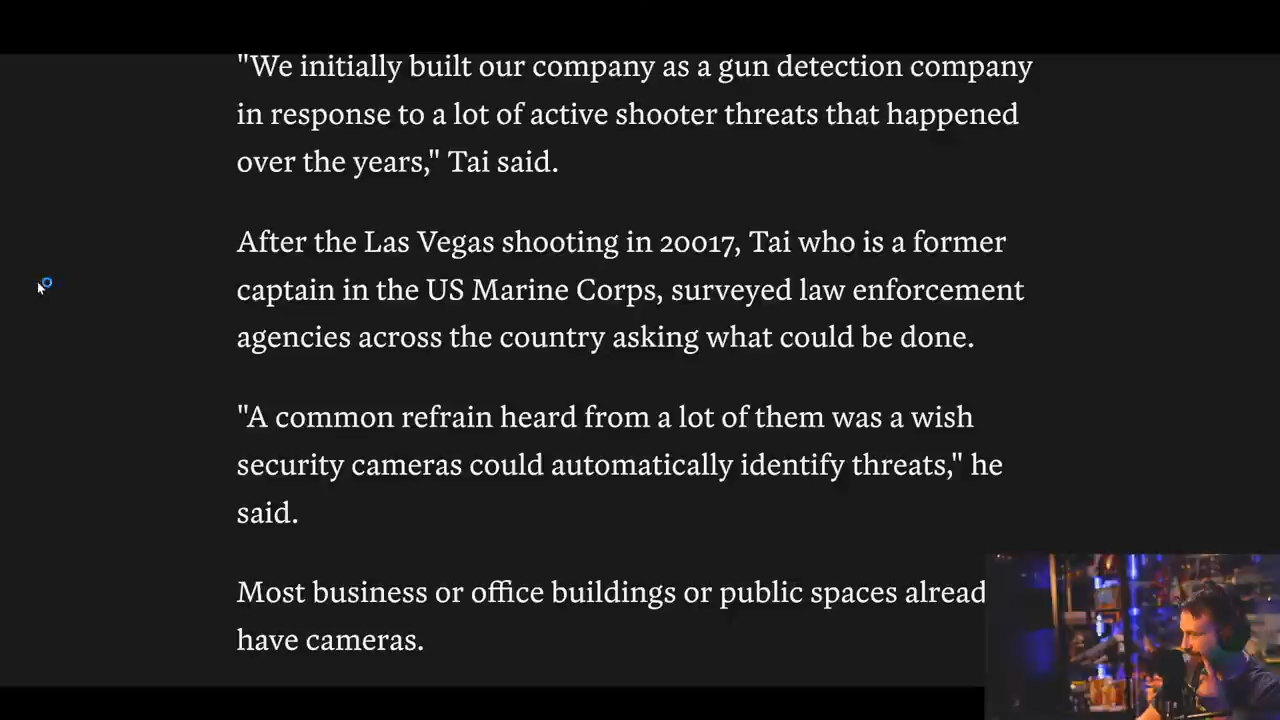 "We initially built our company as a gun detection company
in response to a lot of active shooter threats that happened
over the years," Tai said.
After the Las Vegas shooting in 20017, Tai who is a former
captain in the US Marine Corps, surveyed law enforcement
agencies across the country asking what could be done.
"A common refrain heard from a lot of them was a wish
security cameras could automatically identify threats," he
said.
Most business or office buildings or public spaces alread
have cameras.